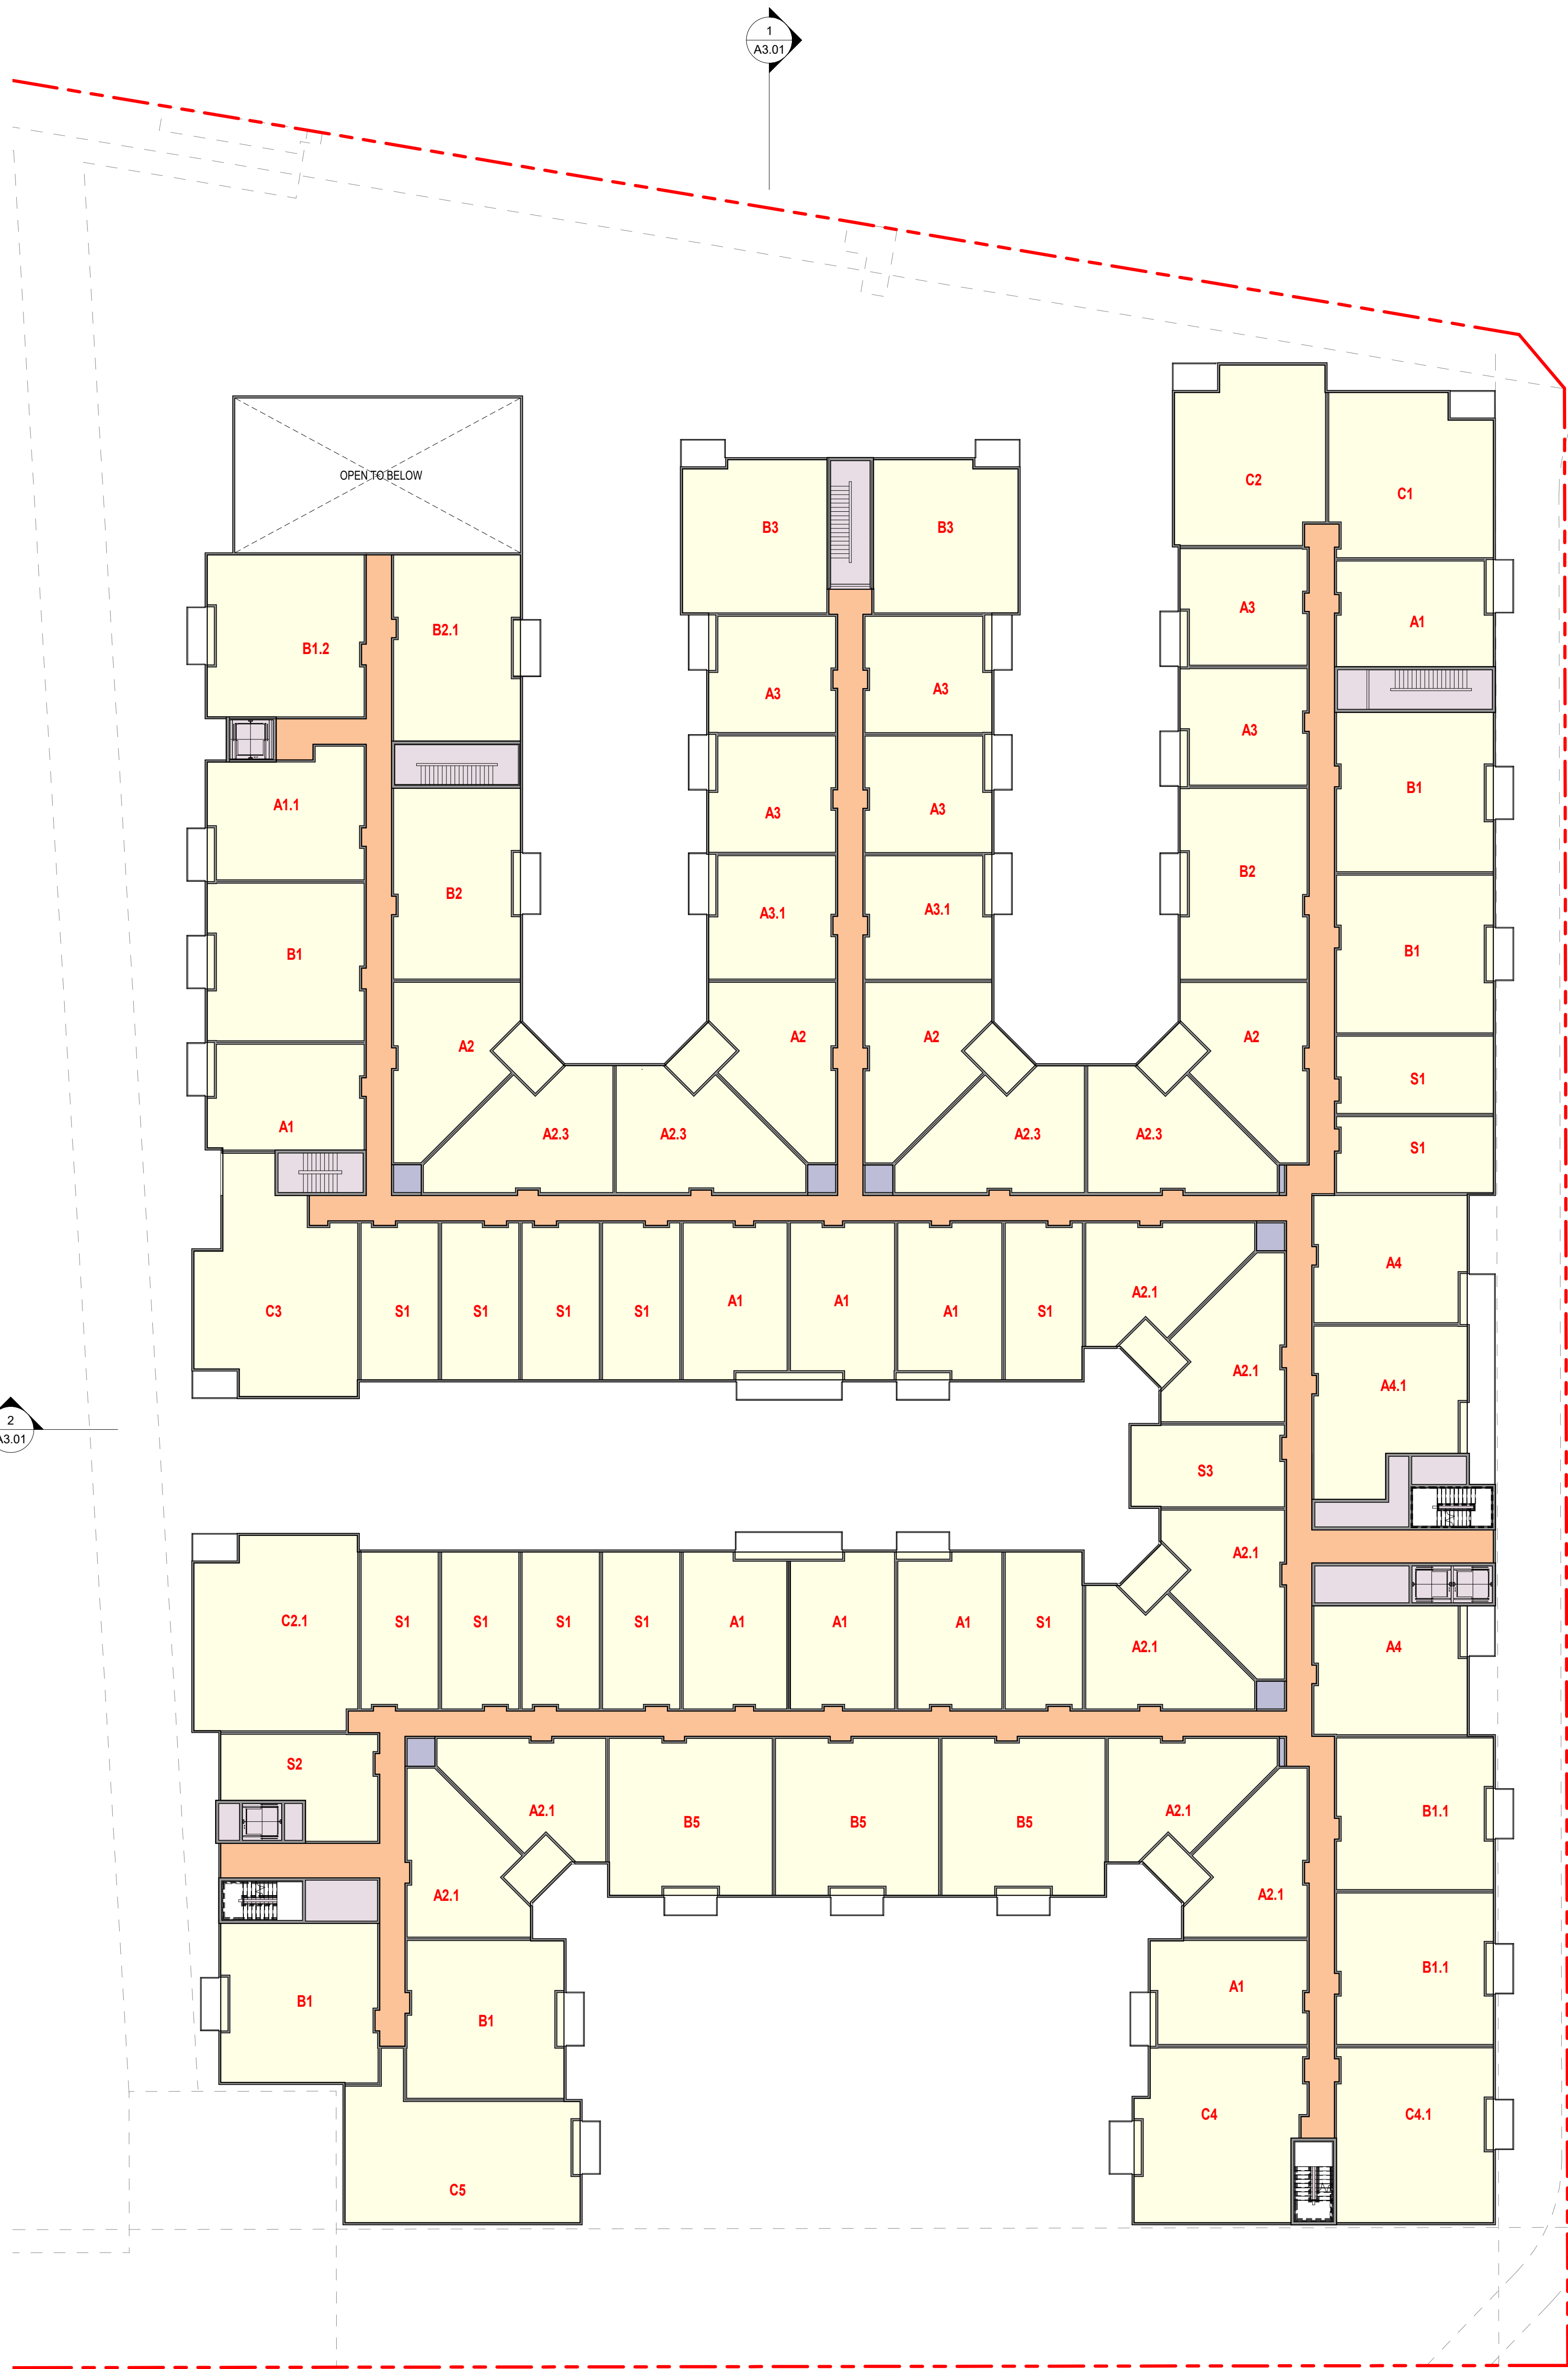 1
A3.01
C2
C1
OPEN TO BELOW
B3
B3
A3
A1
B2.1
B1.2
A3
A3
A3
B1
A1.1
A3
A3
B2
B2
A3.1
A3.1
B1
B1
A2
A2
A2
A2
S1
A1
A2.3
A2.3
A2.3
A2.3
S1
A4
A2.1
C3
S1
S1
S1
S1
A1
A1
A1
S1
A2.1
A4.1
2
A3.01
S3
A2.1
C2.1
S1
S1
S1
S1
A1
A1
A1
S1
A2.1
A4
S2
A2.1
B5
B5
B5
A2.1
B1.1
A2.1
A2.1
B1.1
A1
B1
B1
C4
C4.1
C5